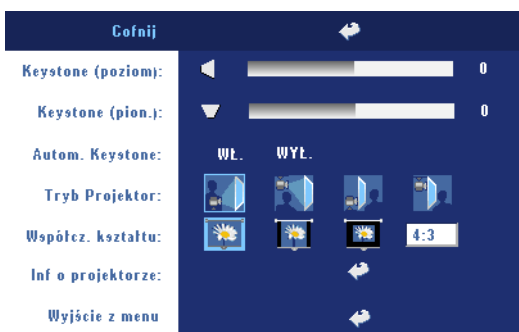 Cofnij
Keystone (poziom): 0
Keystone (pion.): 0
Autom. Keystone: WŁ. WYŁ.
Tryb Projektor:
Współcz. kształtu: 4:3
Inf o projektorze:
Wyjście z menu